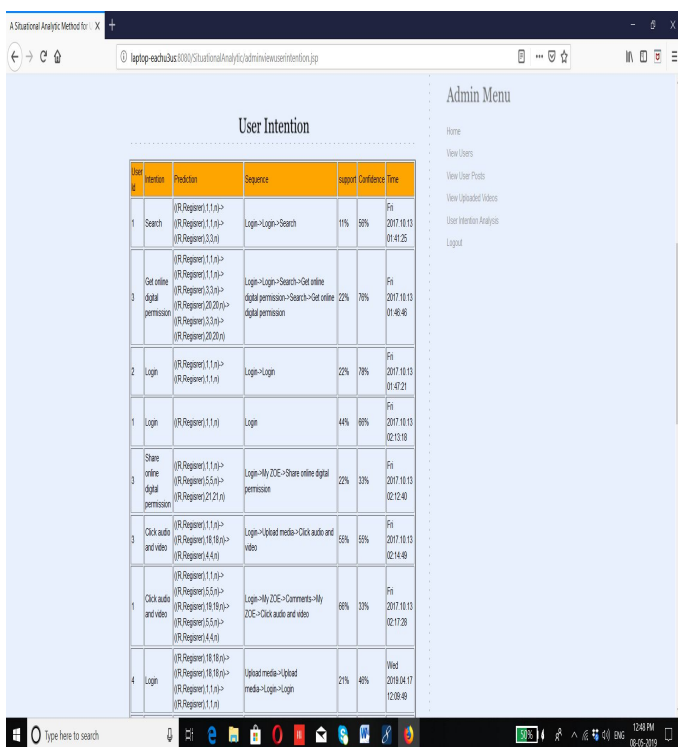 A Situational Analytic Method for U
laptop-eachu3us:8080/SituationalAnalytic/adminviewuserintention.jsp
User Intention
User Id Intention Prediction Sequence support Confidence Time
1 Search ((R,Regisrer),1,1,n)->((R,Regisrer),1,1,n)->((R,Regisrer),3,3,n) Login->Login->Search 11% 56% Fri 2017.10.13 01:41:25
3 Get online digital permission ((R,Regisrer),1,1,n)->((R,Regisrer),1,1,n)->((R,Regisrer),3,3,n)->((R,Regisrer),20,20,n)->((R,Regisrer),3,3,n)->((R,Regisrer),20,20,n) Login->Login->Search->Get online digital permission->Search->Get online digital permission 22% 76% Fri 2017.10.13 01:46:46
2 Login ((R,Regisrer),1,1,n)->((R,Regisrer),1,1,n) Login->Login 22% 78% Fri 2017.10.13 01:47:21
1 Login ((R,Regisrer),1,1,n) Login 44% 66% Fri 2017.10.13 02:13:18
3 Share online digital permission ((R,Regisrer),1,1,n)->((R,Regisrer),5,5,n)->((R,Regisrer),21,21,n) Login->My ZOE->Share online digital permission 22% 33% Fri 2017.10.13 02:12:40
3 Click audio and video ((R,Regisrer),1,1,n)->((R,Regisrer),18,18,n)->((R,Regisrer),4,4,n) Login->Upload media->Click audio and video 55% 55% Fri 2017.10.13 02:14:49
1 Click audio and video ((R,Regisrer),1,1,n)->((R,Regisrer),5,5,n)->((R,Regisrer),19,19,n)->((R,Regisrer),5,5,n)->((R,Regisrer),4,4,n) Login->My ZOE->Comments->My ZOE->Click audio and video 66% 33% Fri 2017.10.13 02:17:28
4 Login ((R,Regisrer),18,18,n)->((R,Regisrer),18,18,n)->((R,Regisrer),1,1,n)->((R,Regisrer),1,1,n) Upload media->Upload media->Login->Login 21% 46% Wed 2019.04.17 12:09:49
Admin Menu
Home
View Users
View User Posts
View Uploaded Videos
User Intention Analysis
Logout
Type here to search
50%
ENG
12:48 PM
08-05-2019